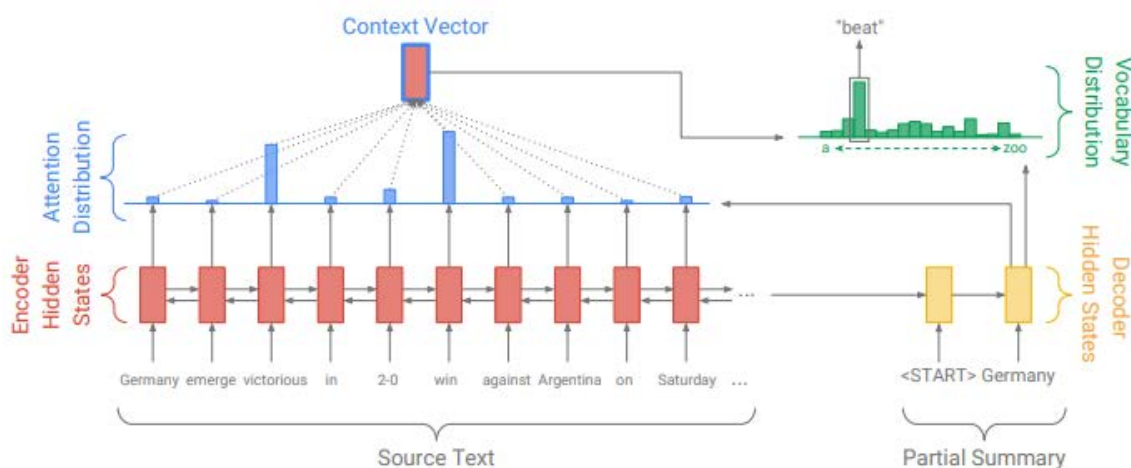 Context Vector
"beat"
Vocabulary
Distribution
a
zoo
Attention
Distribution
Encoder
Hidden
States
Decoder
Hidden States
...
Germany emerge victorious in 2-0 win against Argentina on Saturday ...
<START> Germany
Source Text
Partial Summary